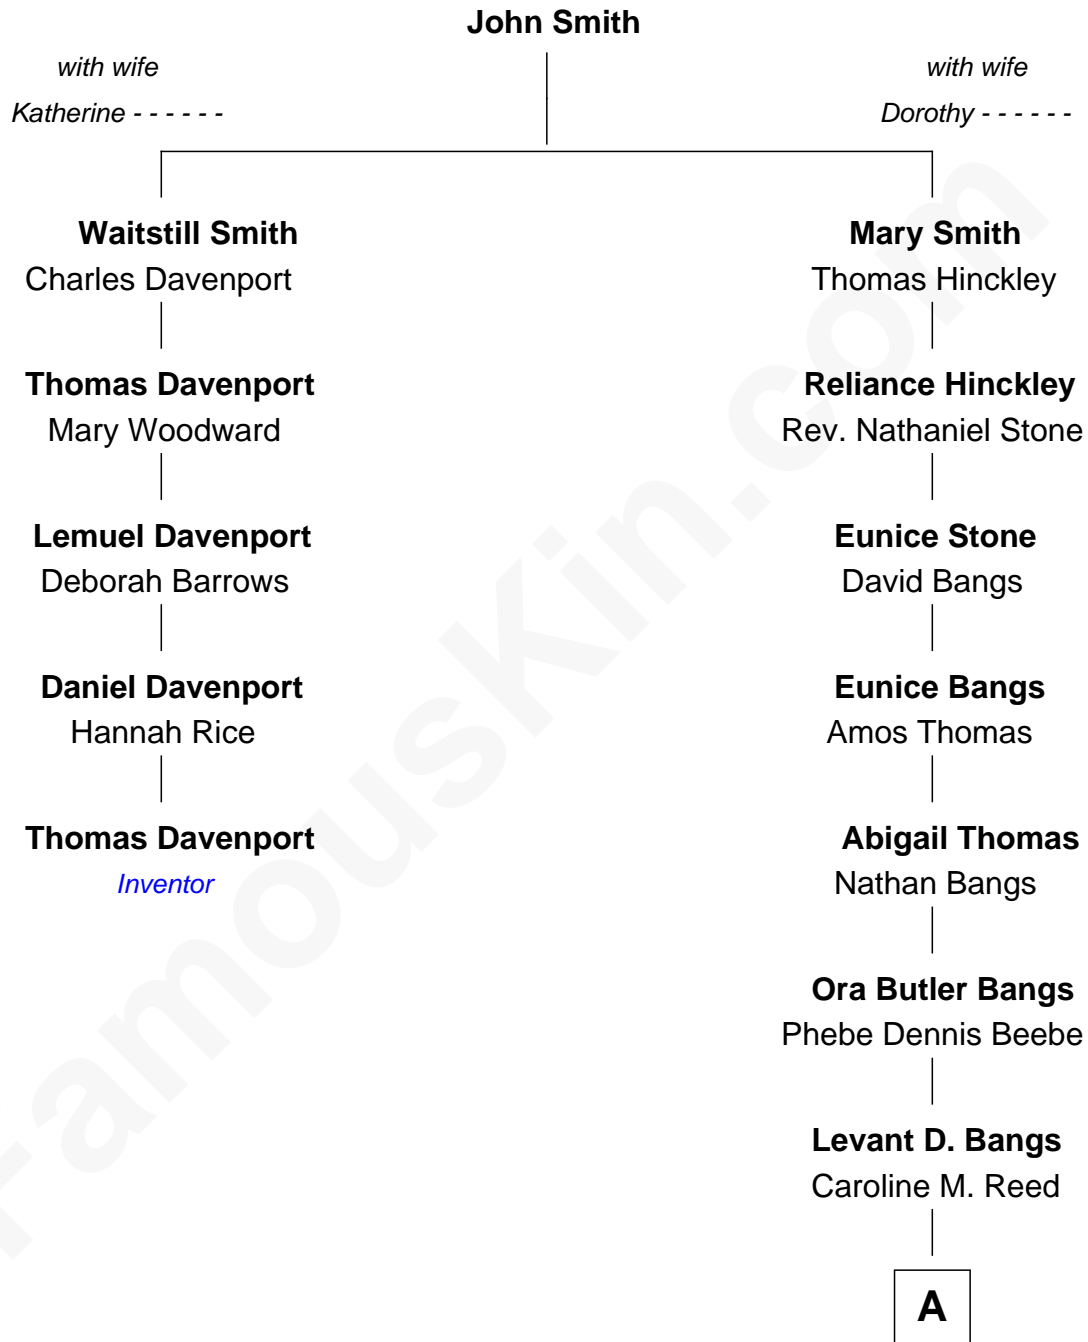 John Smith
with wife
Katherine - - - - - -
with wife
Dorothy - - - - - -
Waitstill Smith
Charles Davenport
Mary Smith
Thomas Hinckley
Thomas Davenport
Mary Woodward
Reliance Hinckley
Rev. Nathaniel Stone
Lemuel Davenport
Deborah Barrows
Eunice Stone
David Bangs
Daniel Davenport
Hannah Rice
Eunice Bangs
Amos Thomas
Thomas Davenport
Inventor
Abigail Thomas
Nathan Bangs
Ora Butler Bangs
Phebe Dennis Beebe
Levant D. Bangs
Caroline M. Reed
A
FamousKin.com